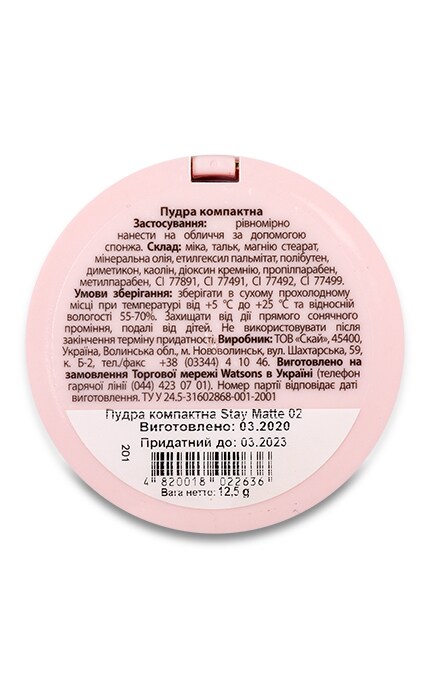 Пудра компактна
Застосування: рівномірно
нанести на обличчя за допомогою
спонжа. Склад: міка, тальк, магнію стеарат,
мінеральна олія, етилгексил пальмітат, полібутен,
диметикон, каолін, діоксин кремнію, пропілпарабен,
метилпарабен, CI 77891, CI 77491, CI 77492, CI 77499.
Умови зберігання: зберігати в сухому прохолодному
місці при температурі від +5 °С до +25 °С та відносній
вологості 55-70%. Захищати від дії прямого сонячного
проміння, подалі від дітей. Не використовувати після
закінчення терміну придатності. Виробник: ТОВ «Скай», 45400,
Україна, Волинська обл., м. Нововолинськ, вул. Шахтарська, 59,
к. Б-2, тел./факс +38 (03344) 4 10 46. Виготовлено на
замовлення Торгової мережі Watsons в Україні (телефон
гарячої лінії (044) 423 07 01). Номер партії відповідає даті
виготовлення. ТУ У 24.5-31602868-001-2001
Пудра компактна Stay Matte 02
Виготовлено: 03.2020
Придатний до: 03.2023
201
4 820018 022636
Вага нетто: 12,5 g